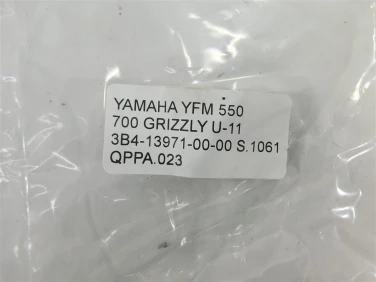 YAMAHA YFM 550
700 GRIZZLY U-11
3B4-13971-00-00 S.1061
QPPA.023